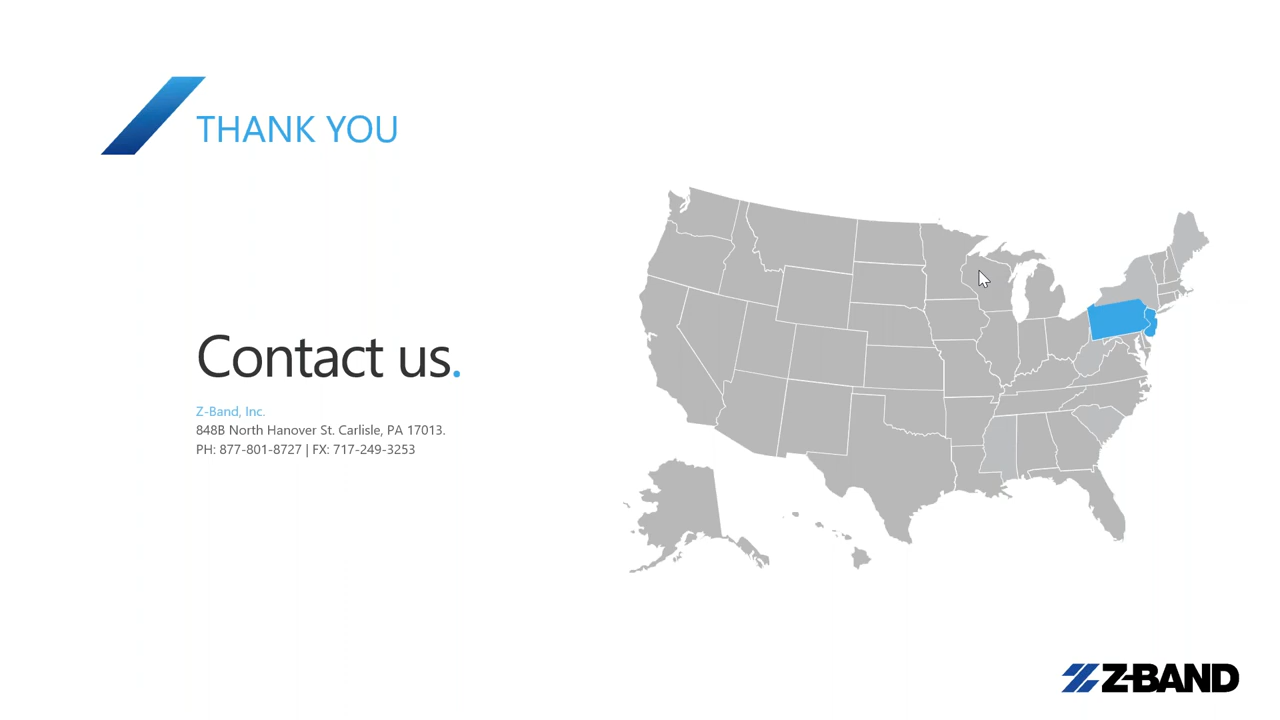 THANK YOU
Contact us.
Z-Band, Inc.
848B North Hanover St. Carlisle, PA 17013.
PH: 877-801-8727 | FX: 717-249-3253
Z-BAND